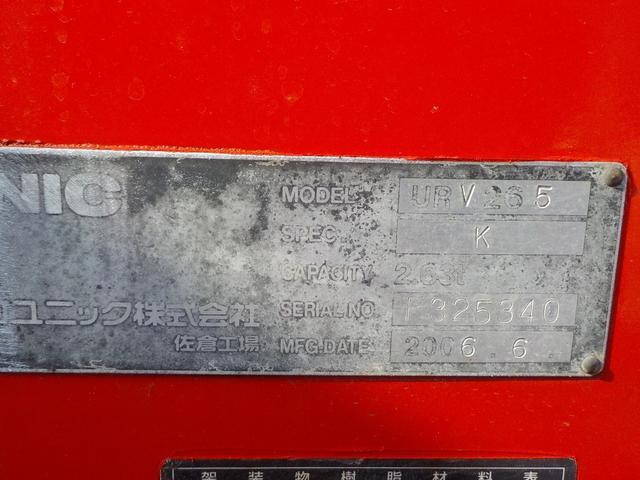 NIC
MODEL URV265
SPEC. K
CAPACITY 2.63t
ユニック株式会社 SERIAL NO F325340
佐倉工場 MFG.DATE 2006.6
架装物樹脂材料表